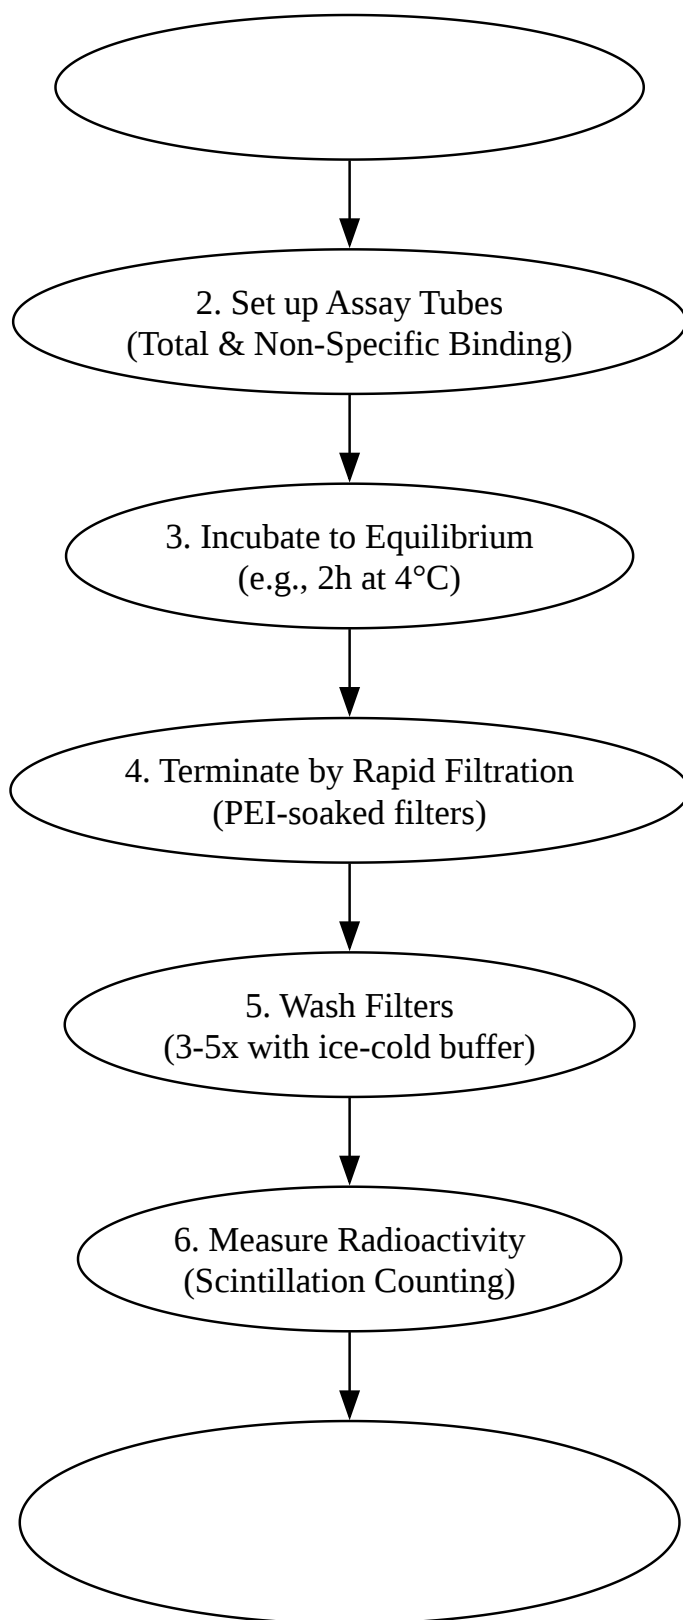 2. Set up Assay Tubes
(Total & Non-Specific Binding)
3. Incubate to Equilibrium
(e.g., 2h at 4°C)
4. Terminate by Rapid Filtration
(PEI-soaked filters)
5. Wash Filters
(3-5x with ice-cold buffer)
6. Measure Radioactivity
(Scintillation Counting)